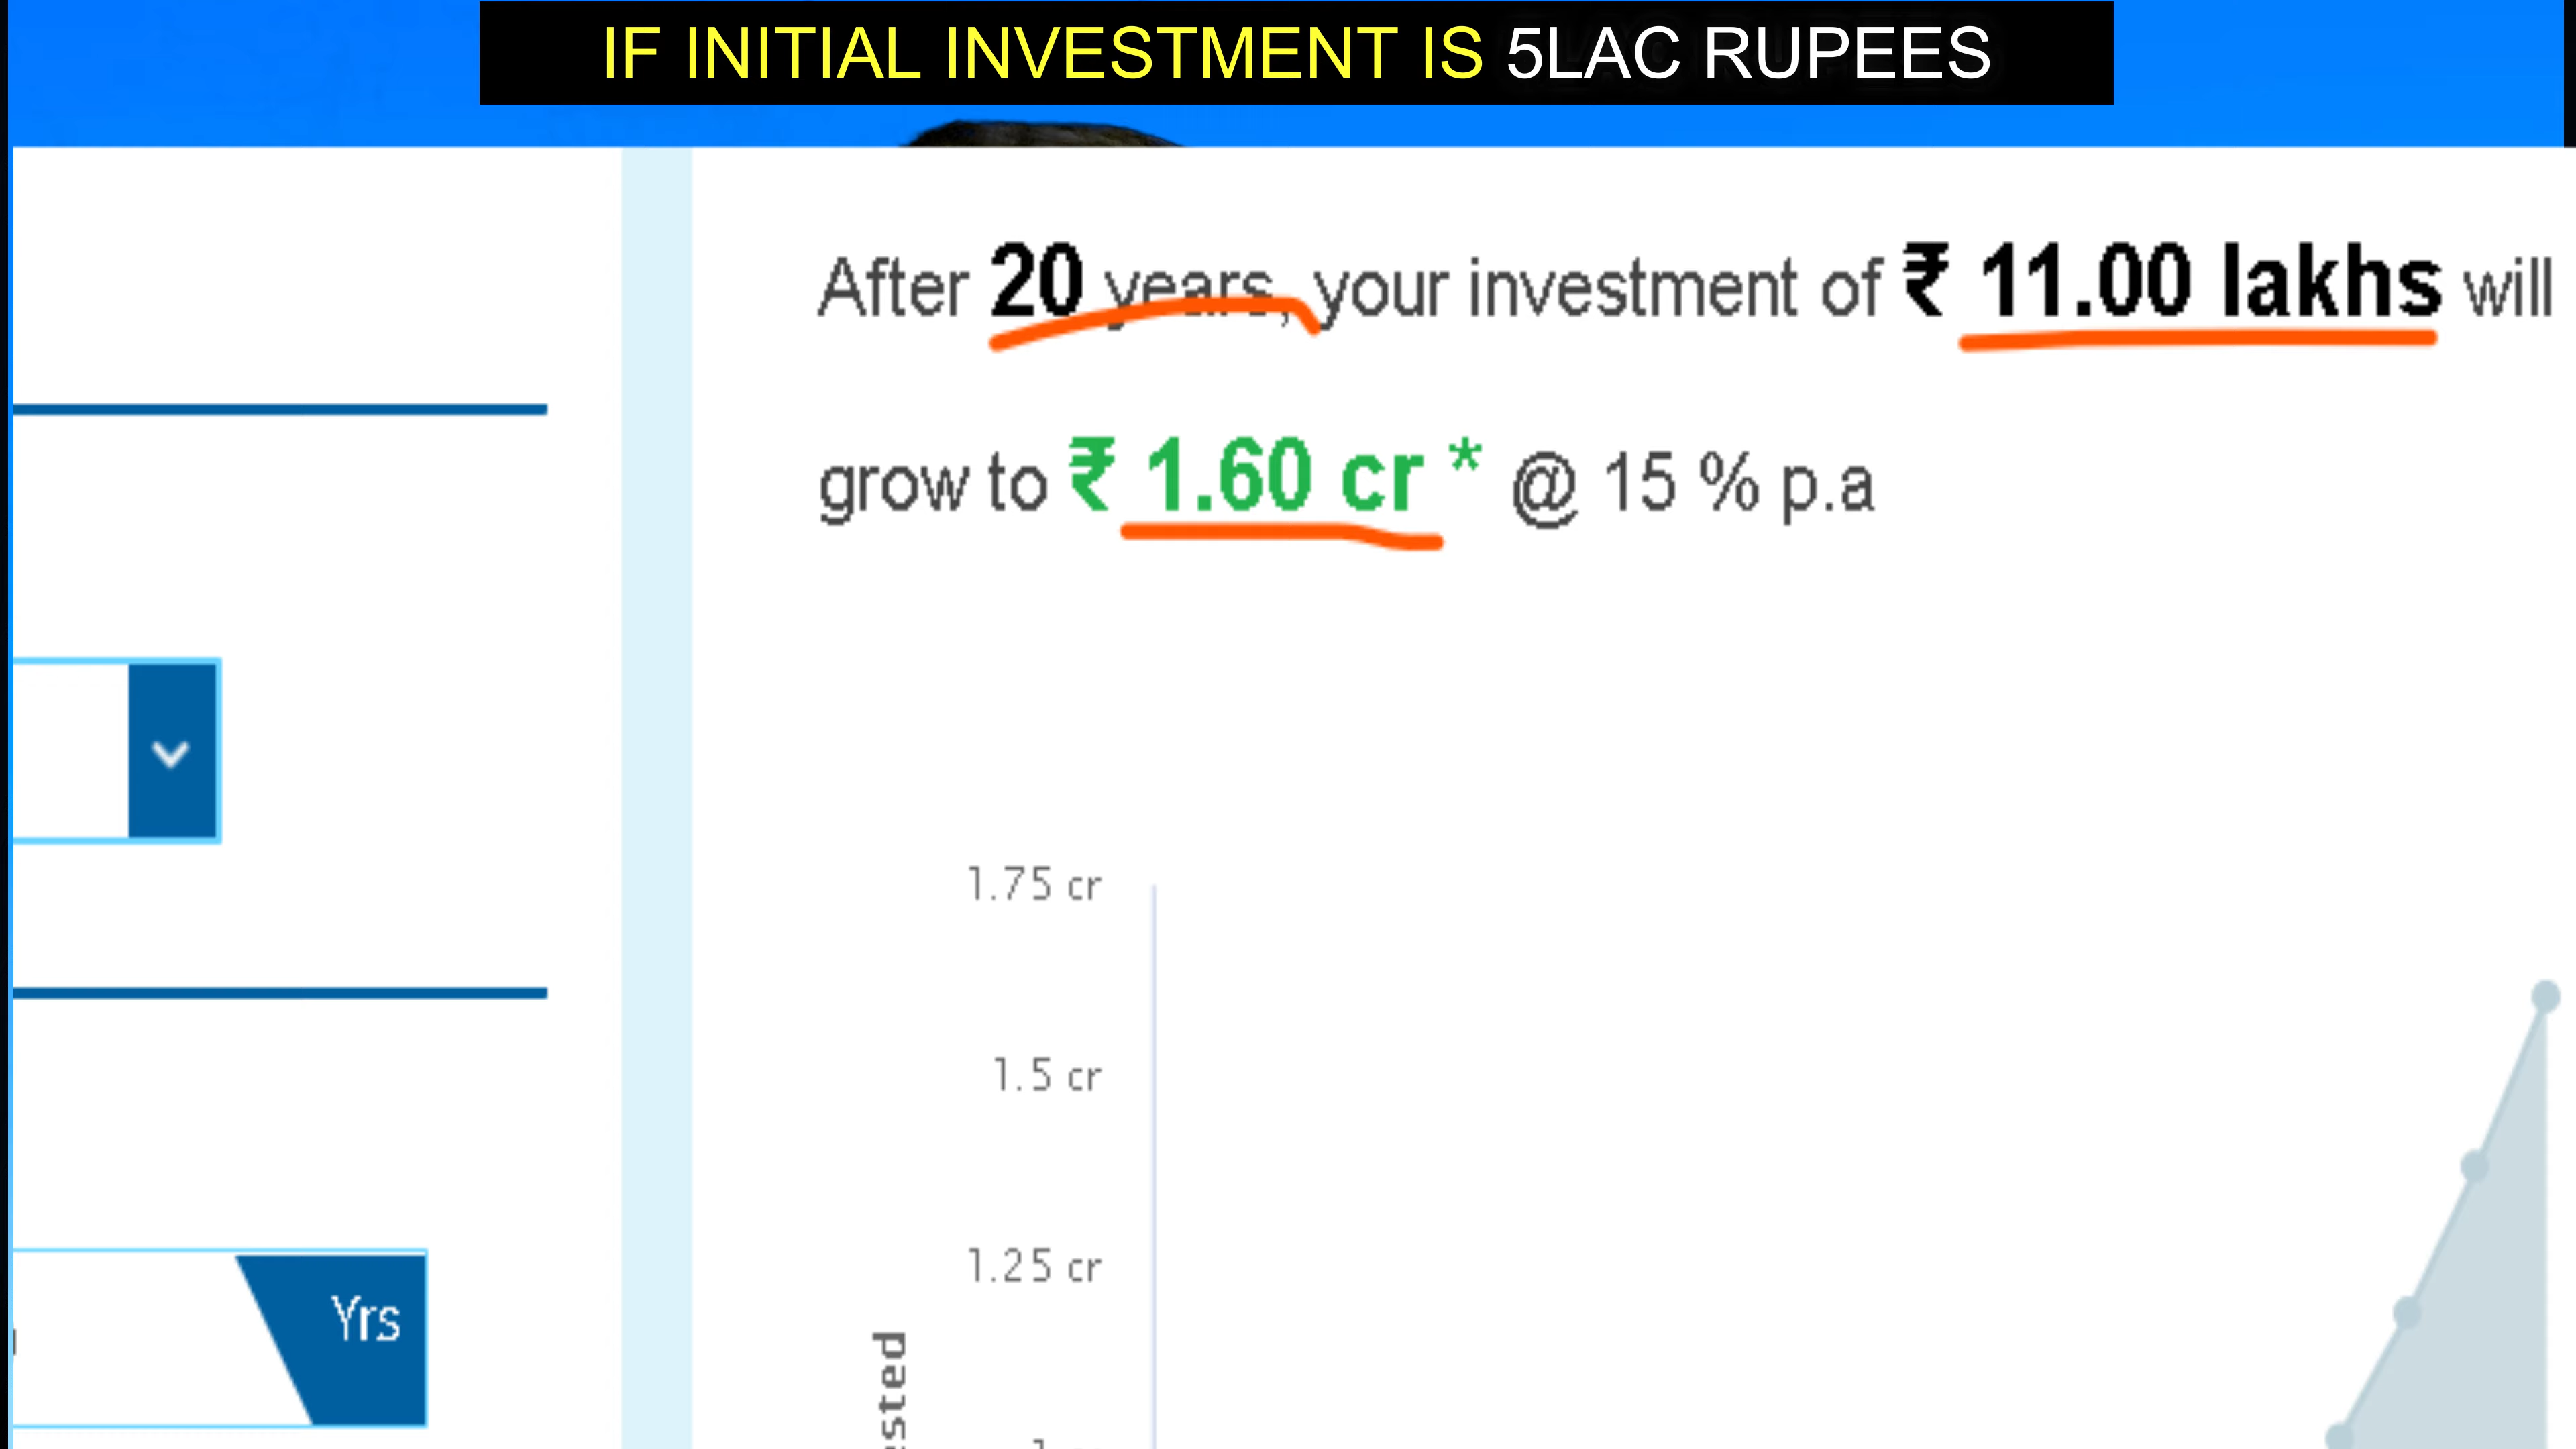 IF INITIAL INVESTMENT IS 5LAC RUPEES
After 20 years, your investment of ₹ 11.00 lakhs will
grow to ₹ 1.60 cr * @ 15 % p.a
1.75 cr
1.5 cr
1.25 cr
Yrs